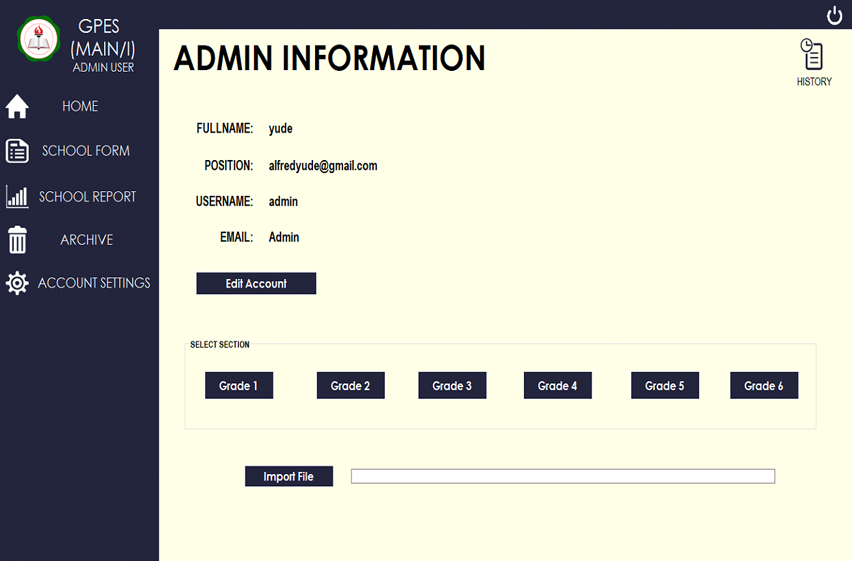 GPES
(MAIN/I)
ADMIN USER
HOME
SCHOOL FORM
SCHOOL REPORT
ARCHIVE
ACCOUNT SETTINGS
ADMIN INFORMATION
HISTORY
FULLNAME: yude
POSITION: alfredyude@gmail.com
USERNAME: admin
EMAIL: Admin
Edit Account
SELECT SECTION
Grade 1 Grade 2 Grade 3 Grade 4 Grade 5 Grade 6
Import File